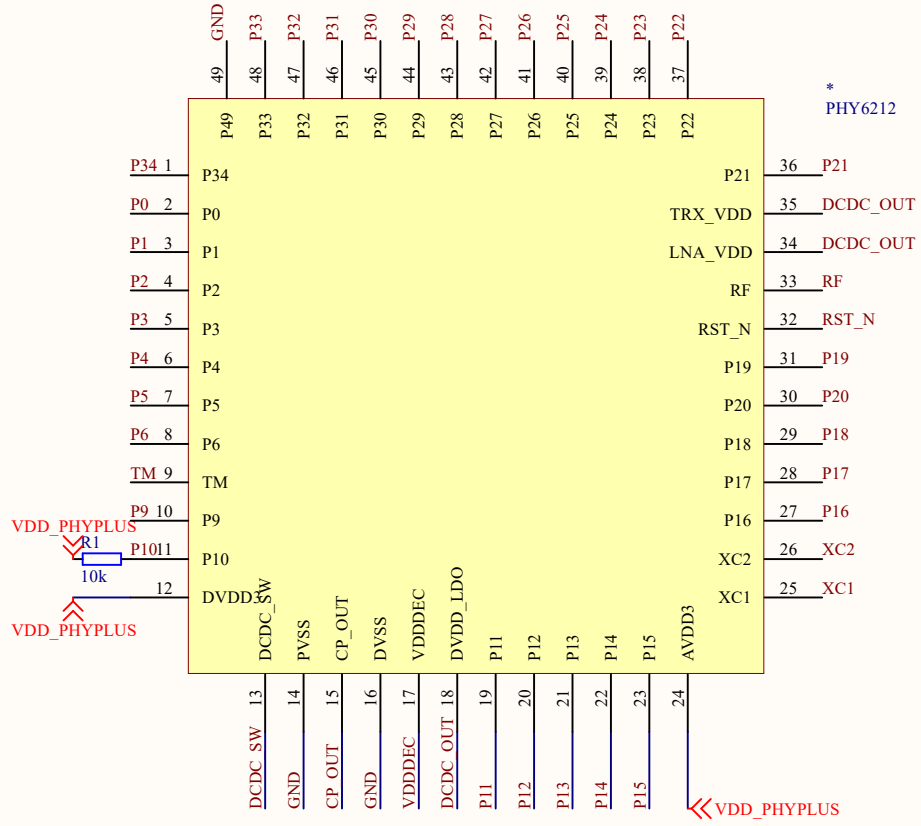 GND P33 P32 P31 P30 P29 P28 P27 P26 P25 P24 P23 P22
49 48 47 46 45 44 43 42 41 40 39 38 37
*
PHY6212
P49 P33 P32 P31 P30 P29 P28 P27 P26 P25 P24 P23 P22
P34 1 P34 P21 36 P21
P0 2 P0 TRX_VDD 35 DCDC_OUT
P1 3 P1 LNA_VDD 34 DCDC_OUT
P2 4 P2 RF 33 RF
P3 5 P3 RST_N 32 RST_N
P4 6 P4 P19 31 P19
P5 7 P5 P20 30 P20
P6 8 P6 P18 29 P18
TM 9 TM P17 28 P17
P9 10 P9 P16 27 P16
VDD_PHYPLUS
R1
P10 11 P10 XC2 26 XC2
10k
12 DVDD3 XC1 25 XC1
VDD_PHYPLUS
DCDC_SW PVSS CP_OUT DVSS VDDDEC DVDD_LDO P11 P12 P13 P14 P15 AVDD3
13 14 15 16 17 18 19 20 21 22 23 24
DCDC_SW GND CP_OUT GND VDDDEC DCDC_OUT P11 P12 P13 P14 P15
VDD_PHYPLUS